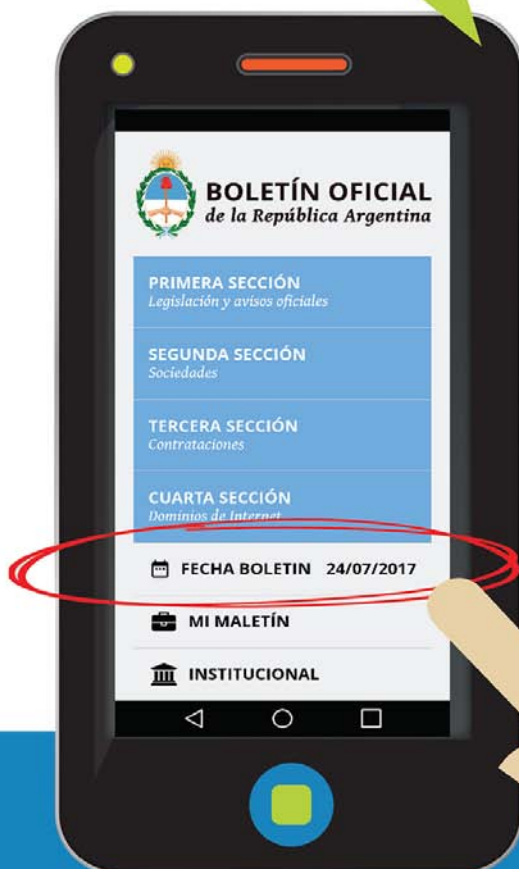 BOLETÍN OFICIAL
de la República Argentina
PRIMERA SECCIÓN
Legislación y avisos oficiales
SEGUNDA SECCIÓN
Sociedades
TERCERA SECCIÓN
Contrataciones
CUARTA SECCIÓN
Dominios de Internet
FECHA BOLETIN 24/07/2017
MI MALETÍN
INSTITUCIONAL